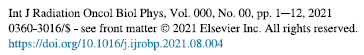 Int J Radiation Oncol Biol Phys, Vol. 000, No. 00, pp. 1−12, 2021
0360-3016/$ - see front matter © 2021 Elsevier Inc. All rights reserved.
https://doi.org/10.1016/j.ijrobp.2021.08.004